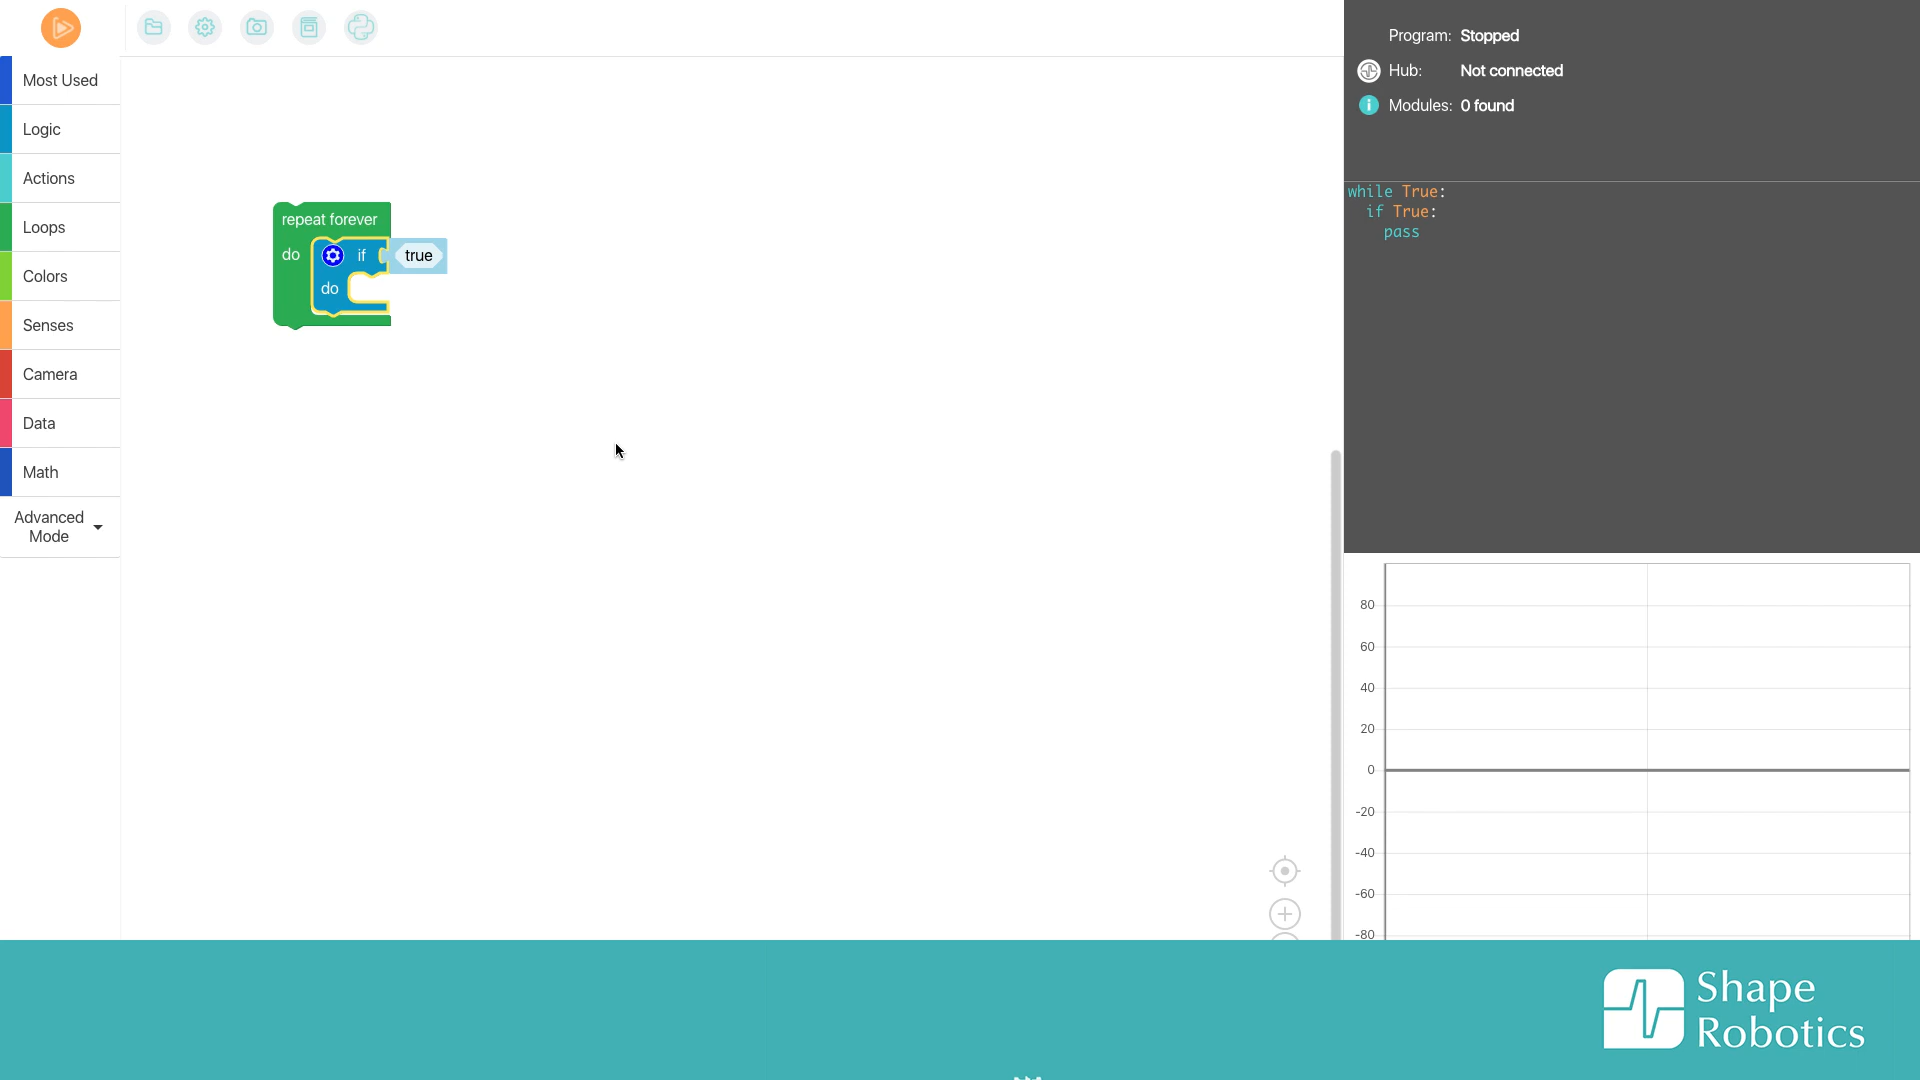 Most Used
Logic
Actions
Loops
Colors
Senses
Camera
Data
Math
Advanced
Mode
repeat forever
do
if
true
do
Program: Stopped
Hub: Not connected
Modules: 0 found
while True:
if True:
pass
80
60
40
20
0
-20
-40
-60
-80
Shape
Robotics